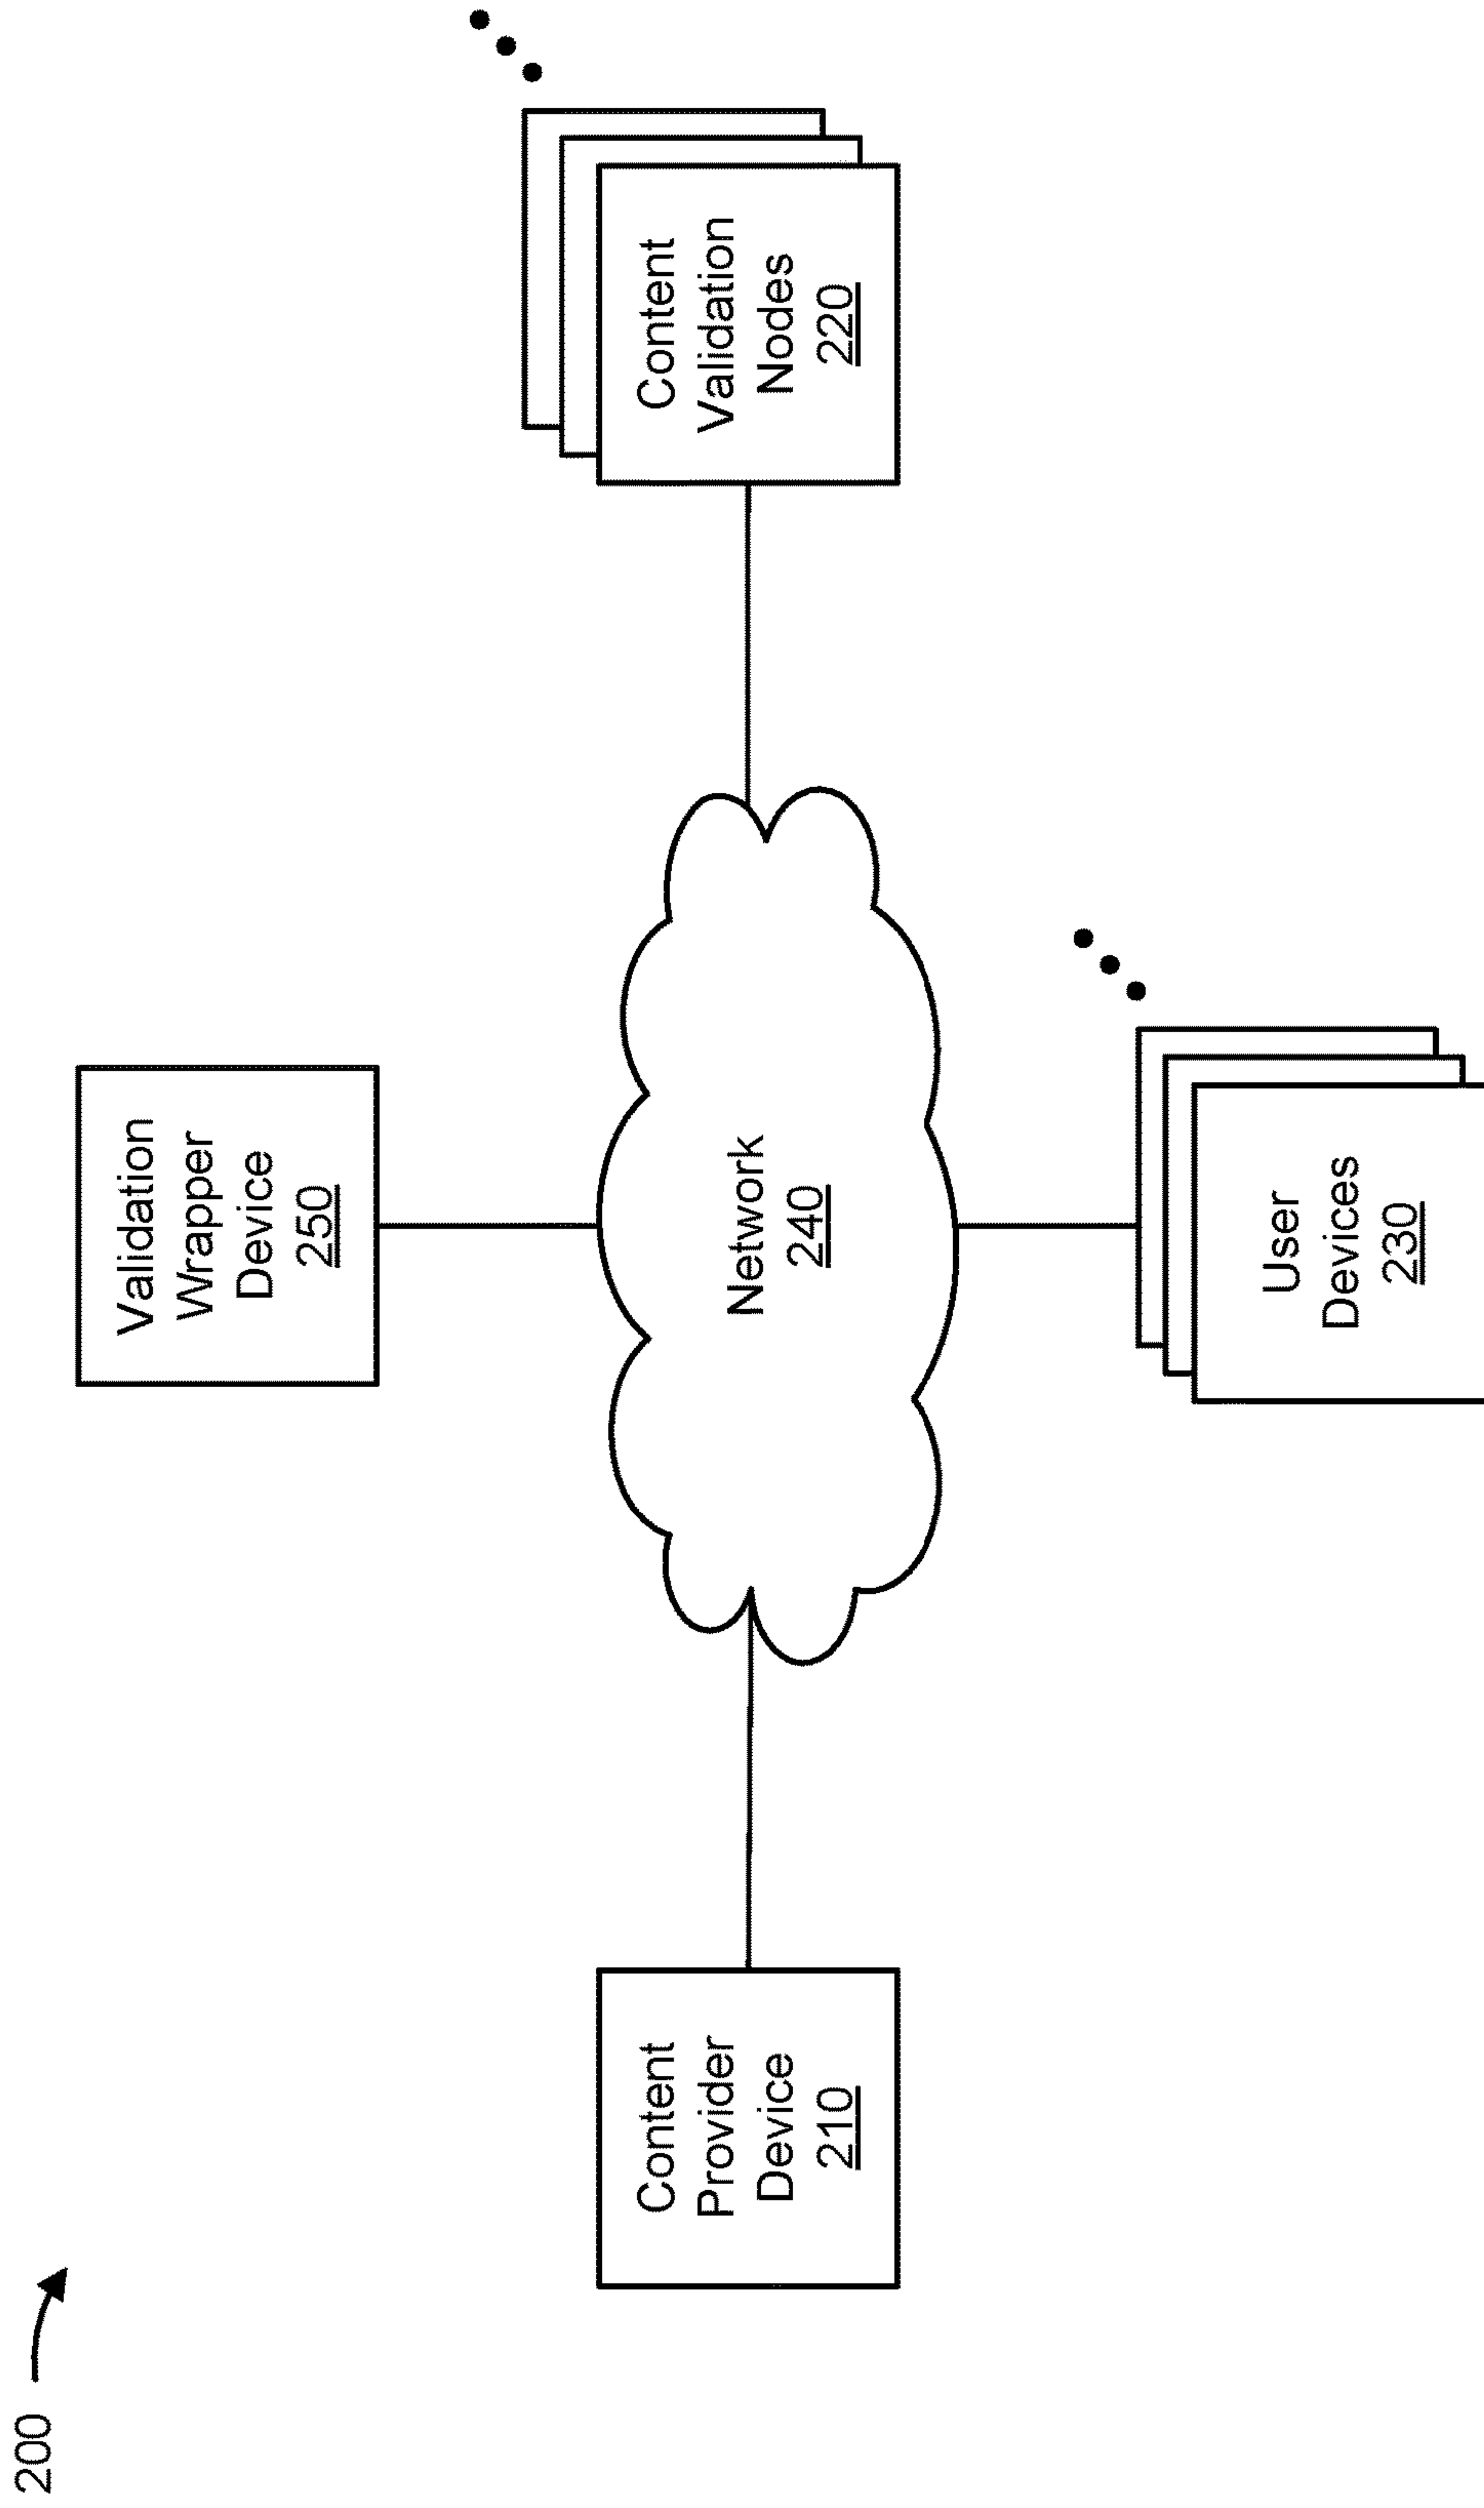 200
Validation
Wrapper
Device
250
Content
Provider
Device
210
Network
240
Content
Validation
Nodes
220
User
Devices
230